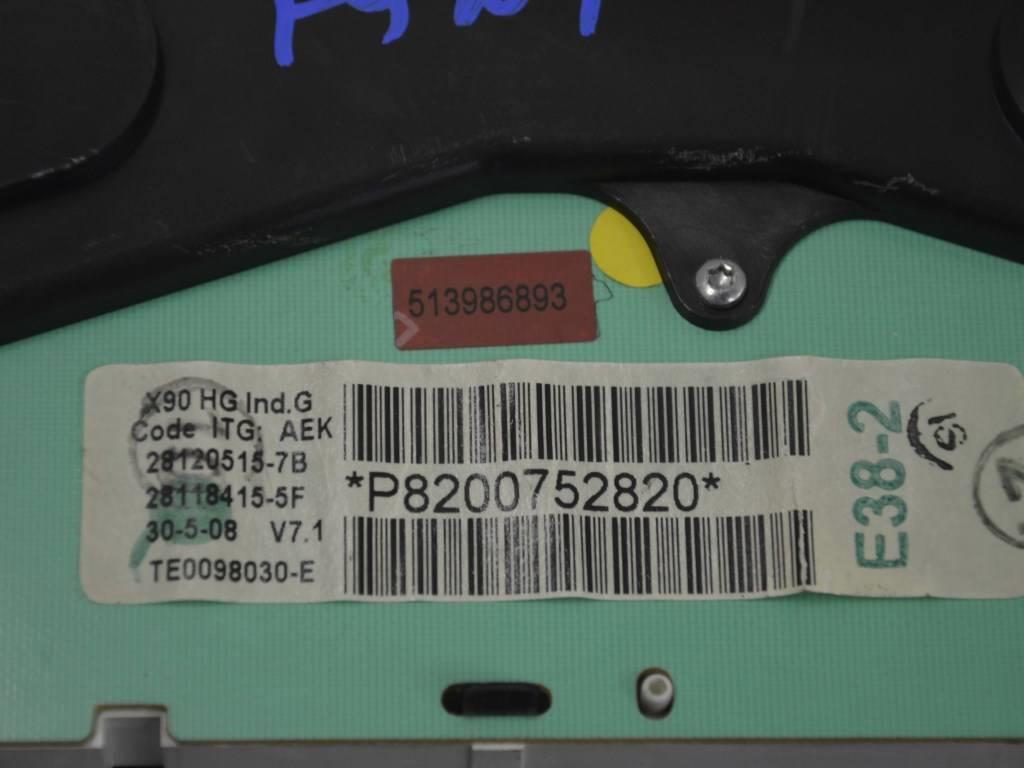 513986893
X90 HG Ind.G
Code ITG: AEK
28120515-7B
28118415-5F
30-5-08 V7.1
TE0098030-E
*P8200752820*
E38-2